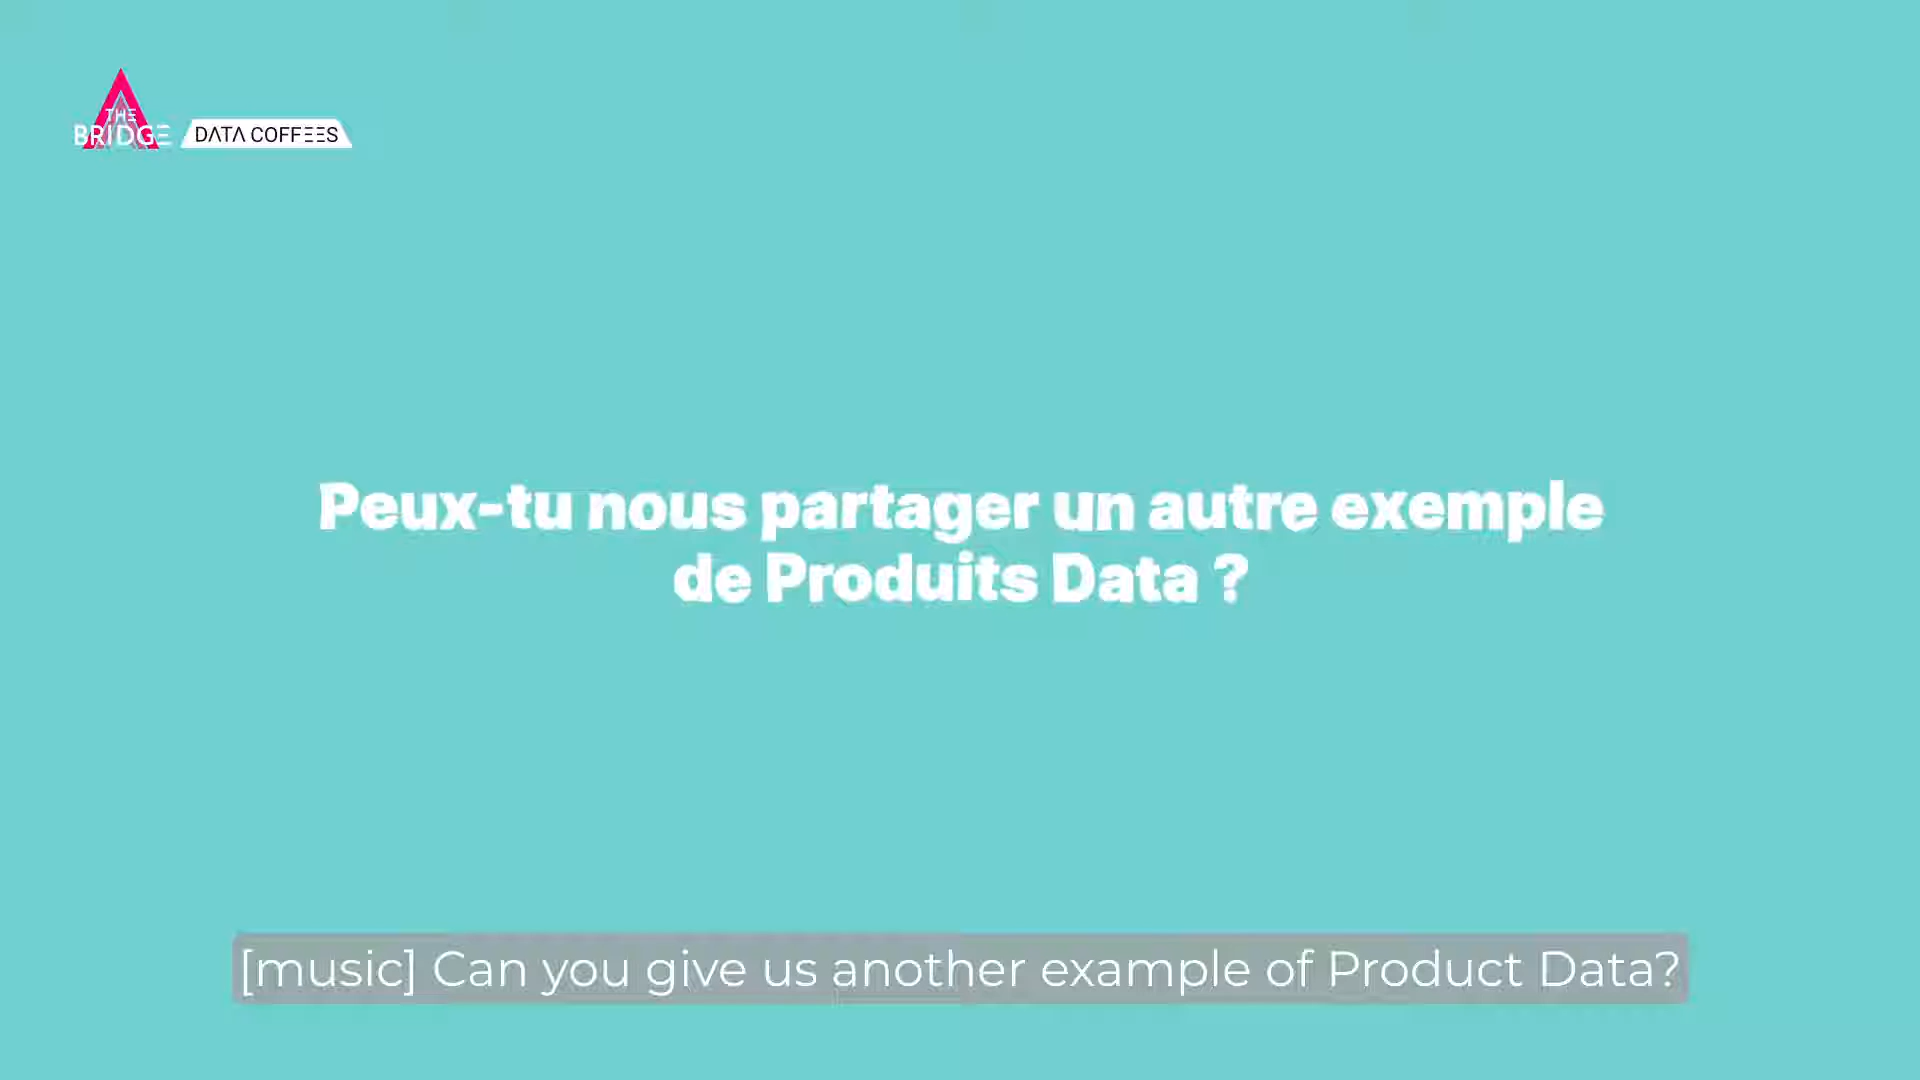 THE
BRIDGE
DATA COFFEES
Peux-tu nous partager un autre exemple
de Produits Data ?
[music] Can you give us another example of Product Data?